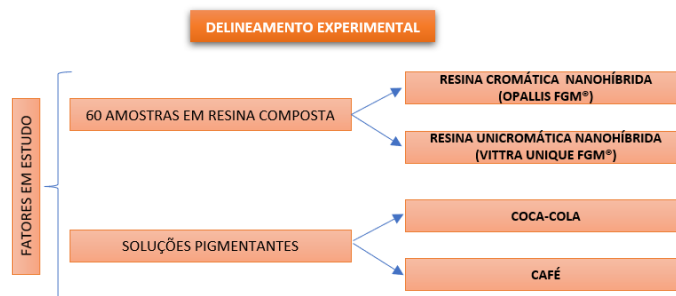 DELINEAMENTO EXPERIMENTAL
FATORES EM ESTUDO
60 AMOSTRAS EM RESINA COMPOSTA
RESINA CROMÁTICA NANOHÍBRIDA
(OPALLIS FGM®)
RESINA UNICROMÁTICA NANOHÍBRIDA
(VITTRA UNIQUE FGM®)
SOLUÇÕES PIGMENTANTES
COCA-COLA
CAFÉ